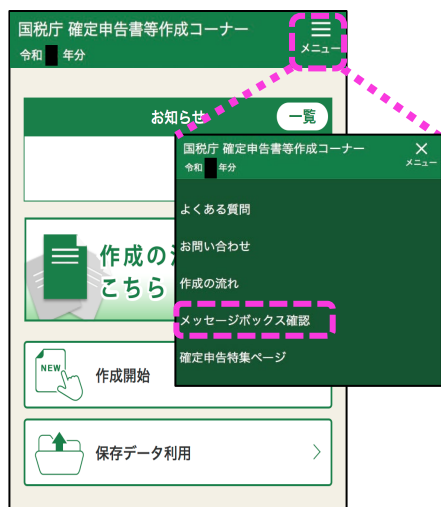 国税庁 確定申告書等作成コーナー
令和 年分
メニュー
お知らせ
一覧
作成の
こちら
NEW
作成開始
保存データ利用
国税庁 確定申告書等作成コーナー
令和 年分
メニュー
よくある質問
お問い合わせ
作成の流れ
メッセージボックス確認
確定申告特集ページ